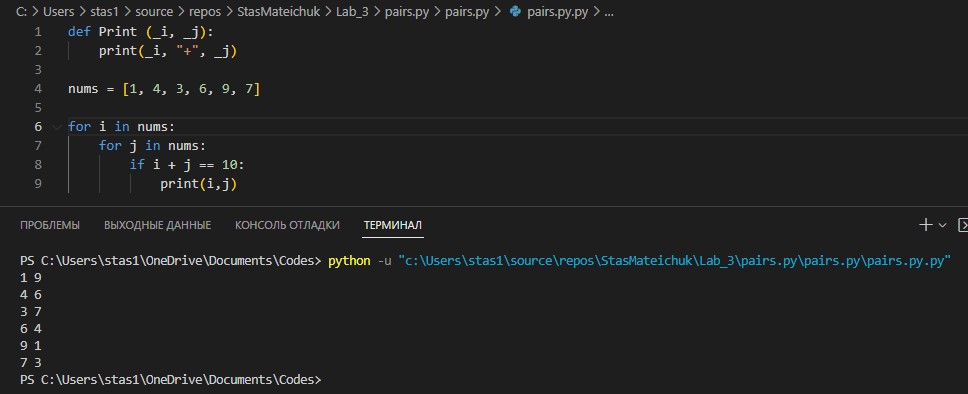 C: > Users > stas1 > source > repos > StasMateichuk > Lab_3 > pairs.py > pairs.py > pairs.py.py > ...
1 def Print (_i, _j):
2     print(_i, "+", _j)
3
4 nums = [1, 4, 3, 6, 9, 7]
5
6 for i in nums:
7     for j in nums:
8         if i + j == 10:
9             print(i,j)
ПРОБЛЕМЫ ВЫХОДНЫЕ ДАННЫЕ КОНСОЛЬ ОТЛАДКИ ТЕРМИНАЛ
PS C:\Users\stas1\OneDrive\Documents\Codes> python -u "c:\Users\stas1\source\repos\StasMateichuk\Lab_3\pairs.py\pairs.py\pairs.py.py"
1 9
4 6
3 7
6 4
9 1
7 3
PS C:\Users\stas1\OneDrive\Documents\Codes>